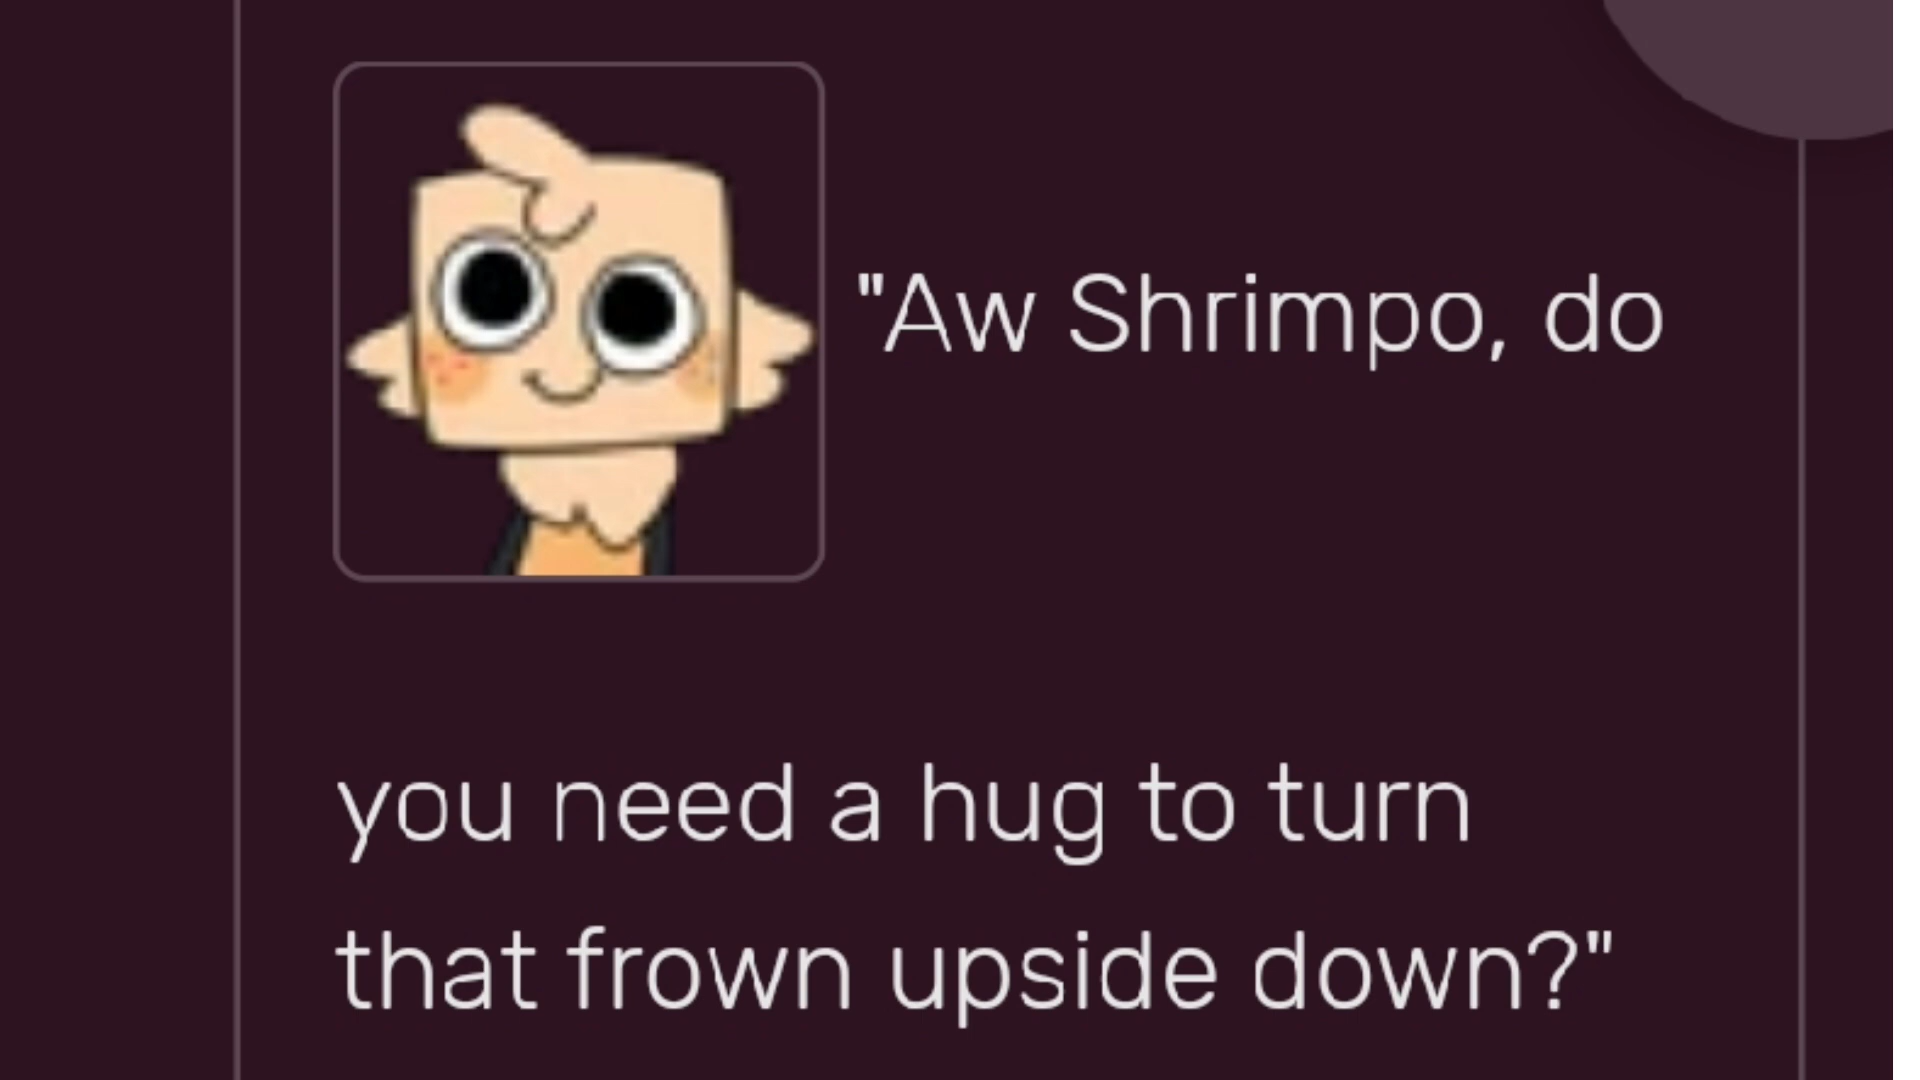 "Aw Shrimpo, do
you need a hug to turn
that frown upside down?"